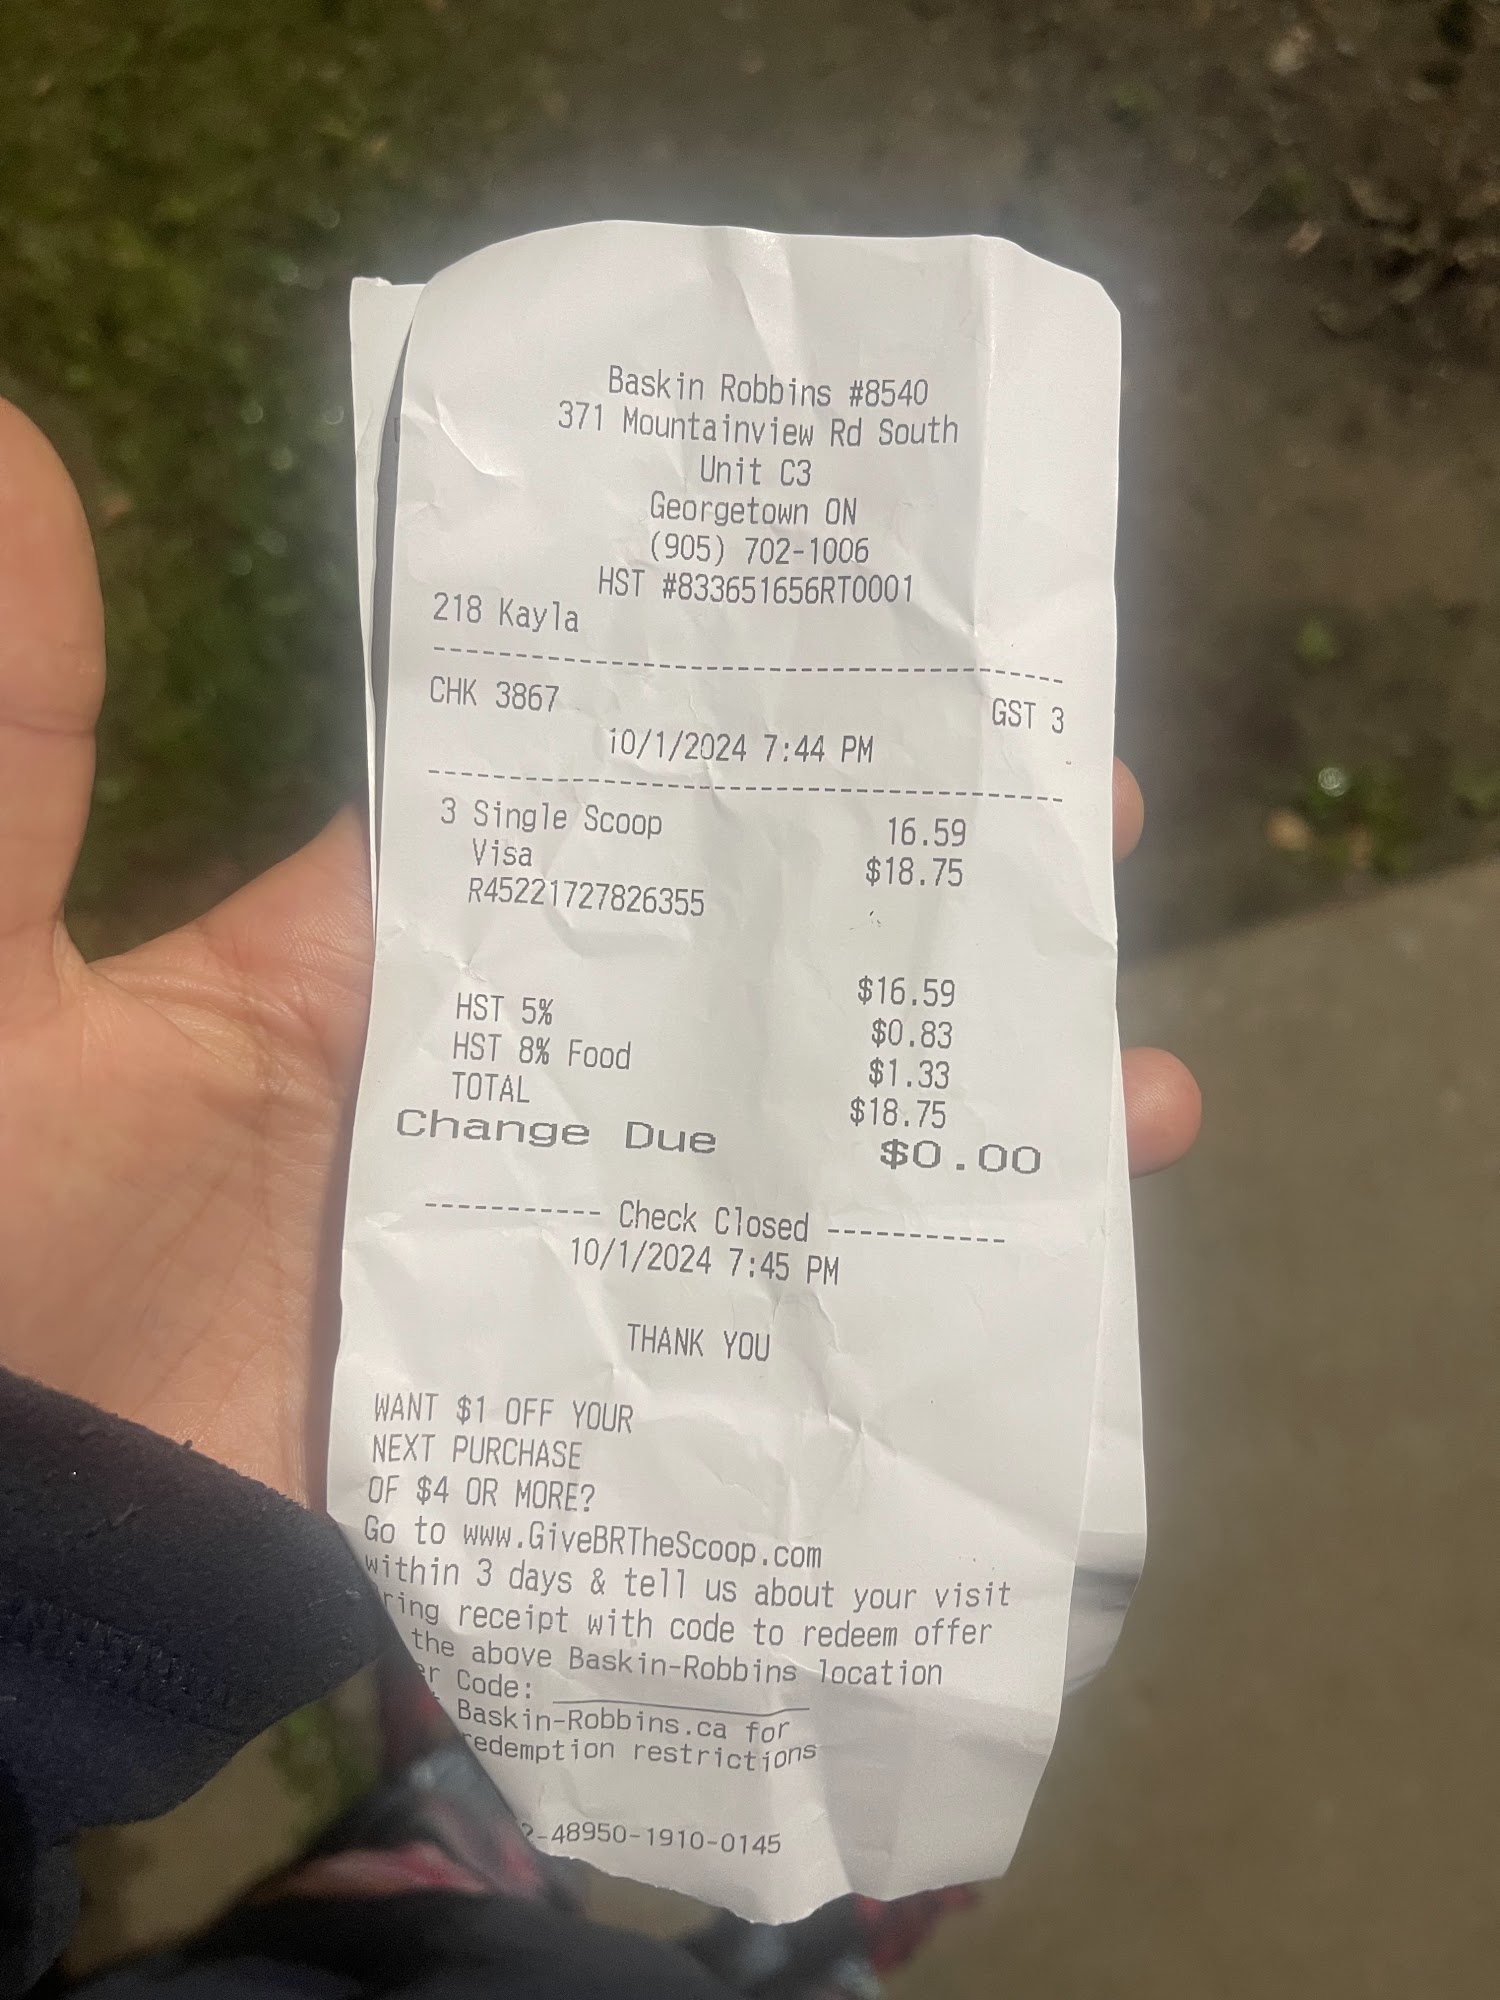 Baskin Robbins #8540
371 Mountainview Rd South
Unit C3
Georgetown ON
(905) 702-1006
HST #833651656RT0001
218 Kayla
CHK 3867 GST 3
10/1/2024 7:44 PM
3 Single Scoop 16.59
Visa $18.75
R45221727826355
$16.59
HST 5% $0.83
HST 8% Food $1.33
TOTAL $18.75
Change Due $0.00
----------- Check Closed -----------
10/1/2024 7:45 PM
THANK YOU
WANT $1 OFF YOUR
NEXT PURCHASE
OF $4 OR MORE?
Go to www.GiveBRTheScoop.com
within 3 days & tell us about your visit
ring receipt with code to redeem offer
the above Baskin-Robbins location
er Code:
Baskin-Robbins.ca for
redemption restrictions
2-48950-1910-0145